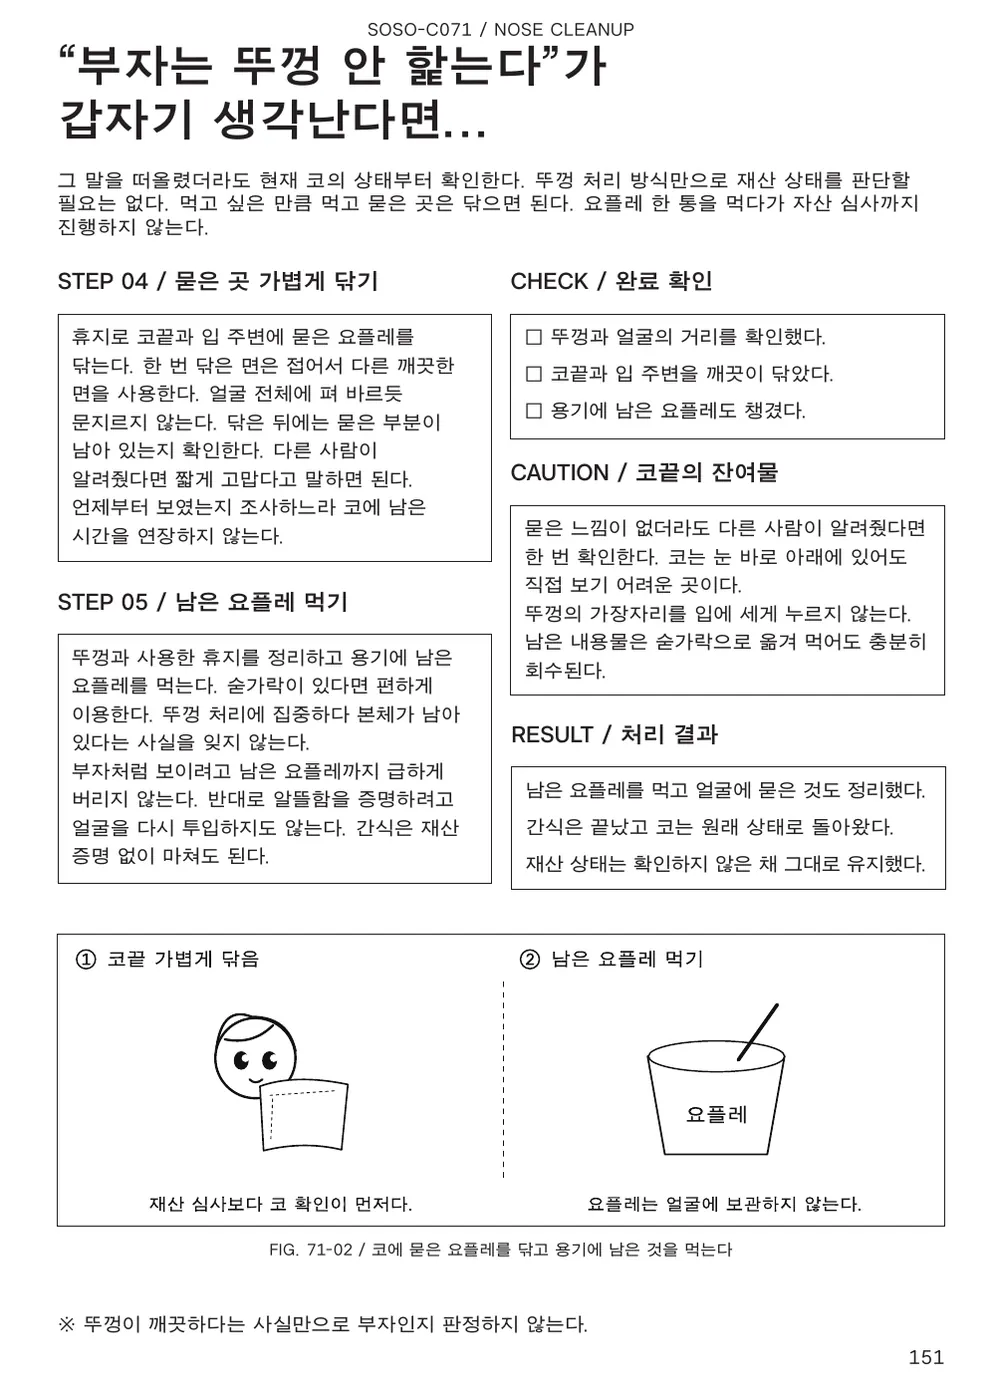 SOSO-C071 / NOSE CLEANUP
“부자는 뚜껑 안 핥는다”가
갑자기 생각난다면...
그 말을 떠올렸더라도 현재 코의 상태부터 확인한다. 뚜껑 처리 방식만으로 재산 상태를 판단할
필요는 없다. 먹고 싶은 만큼 먹고 묻은 곳은 닦으면 된다. 요플레 한 통을 먹다가 자산 심사까지
진행하지 않는다.
STEP 04 / 묻은 곳 가볍게 닦기
휴지로 코끝과 입 주변에 묻은 요플레를
닦는다. 한 번 닦은 면은 접어서 다른 깨끗한
면을 사용한다. 얼굴 전체에 펴 바르듯
문지르지 않는다. 닦은 뒤에는 묻은 부분이
남아 있는지 확인한다. 다른 사람이
알려줬다면 짧게 고맙다고 말하면 된다.
언제부터 보였는지 조사하느라 코에 남은
시간을 연장하지 않는다.
STEP 05 / 남은 요플레 먹기
뚜껑과 사용한 휴지를 정리하고 용기에 남은
요플레를 먹는다. 숟가락이 있다면 편하게
이용한다. 뚜껑 처리에 집중하다 본체가 남아
있다는 사실을 잊지 않는다.
부자처럼 보이려고 남은 요플레까지 급하게
버리지 않는다. 반대로 알뜰함을 증명하려고
얼굴을 다시 투입하지도 않는다. 간식은 재산
증명 없이 마쳐도 된다.
CHECK / 완료 확인
□ 뚜껑과 얼굴의 거리를 확인했다.
□ 코끝과 입 주변을 깨끗이 닦았다.
□ 용기에 남은 요플레도 챙겼다.
CAUTION / 코끝의 잔여물
묻은 느낌이 없더라도 다른 사람이 알려줬다면
한 번 확인한다. 코는 눈 바로 아래에 있어도
직접 보기 어려운 곳이다.
뚜껑의 가장자리를 입에 세게 누르지 않는다.
남은 내용물은 숟가락으로 옮겨 먹어도 충분히
회수된다.
RESULT / 처리 결과
남은 요플레를 먹고 얼굴에 묻은 것도 정리했다.
간식은 끝났고 코는 원래 상태로 돌아왔다.
재산 상태는 확인하지 않은 채 그대로 유지했다.
① 코끝 가볍게 닦음
재산 심사보다 코 확인이 먼저다.
② 남은 요플레 먹기
요플레
요플레는 얼굴에 보관하지 않는다.
FIG. 71-02 / 코에 묻은 요플레를 닦고 용기에 남은 것을 먹는다
※ 뚜껑이 깨끗하다는 사실만으로 부자인지 판정하지 않는다.
151